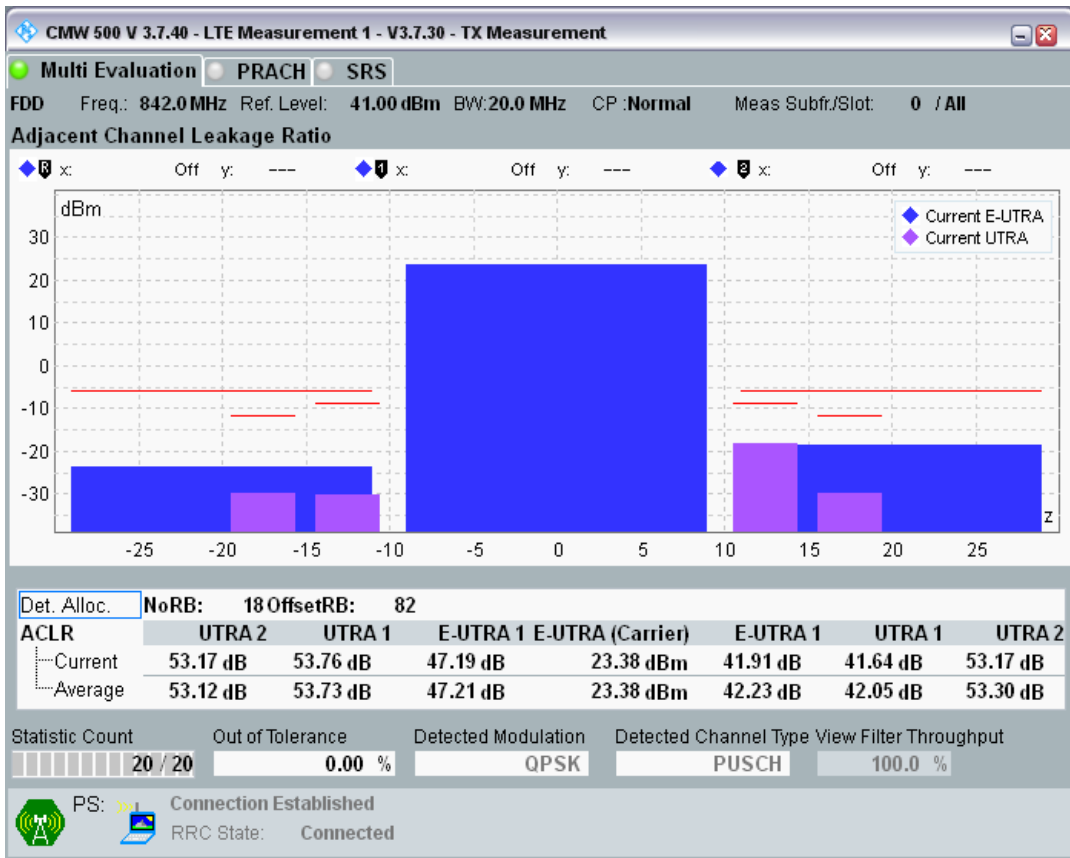 CMW 500 V 3.7.40 - LTE Measurement 1 - V3.7.30 - TX Measurement
Multi Evaluation PRACH SRS
FDD Freq.: 842.0 MHz Ref. Level: 41.00 dBm BW:20.0 MHz CP :Normal Meas Subfr./Slot: 0 / All
Adjacent Channel Leakage Ratio
R x: Off y: --- 1 x: Off y: --- 2 x: Off y: ---
dBm
Current E-UTRA
Current UTRA
30
20
10
0
-10
-20
-30
z
-25 -20 -15 -10 -5 0 5 10 15 20 25
Det. Alloc. NoRB: 18 OffsetRB: 82
ACLR UTRA 2 UTRA 1 E-UTRA 1 E-UTRA (Carrier) E-UTRA 1 UTRA 1 UTRA 2
Current 53.17 dB 53.76 dB 47.19 dB 23.38 dBm 41.91 dB 41.64 dB 53.17 dB
Average 53.12 dB 53.73 dB 47.21 dB 23.38 dBm 42.23 dB 42.05 dB 53.30 dB
Statistic Count Out of Tolerance Detected Modulation Detected Channel Type View Filter Throughput
20 / 20 0.00 % QPSK PUSCH 100.0 %
PS: Connection Established
RRC State: Connected